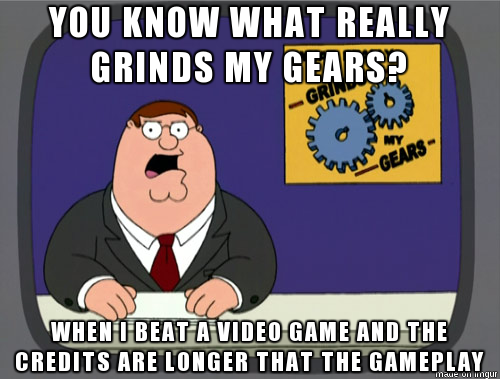 YOU KNOW WHAT REALLY
GRINDS MY GEARS?
GRINDS
MY
GEARS
WHEN I BEAT A VIDEO GAME AND THE
CREDITS ARE LONGER THAT THE GAMEPLAY
made on imgur